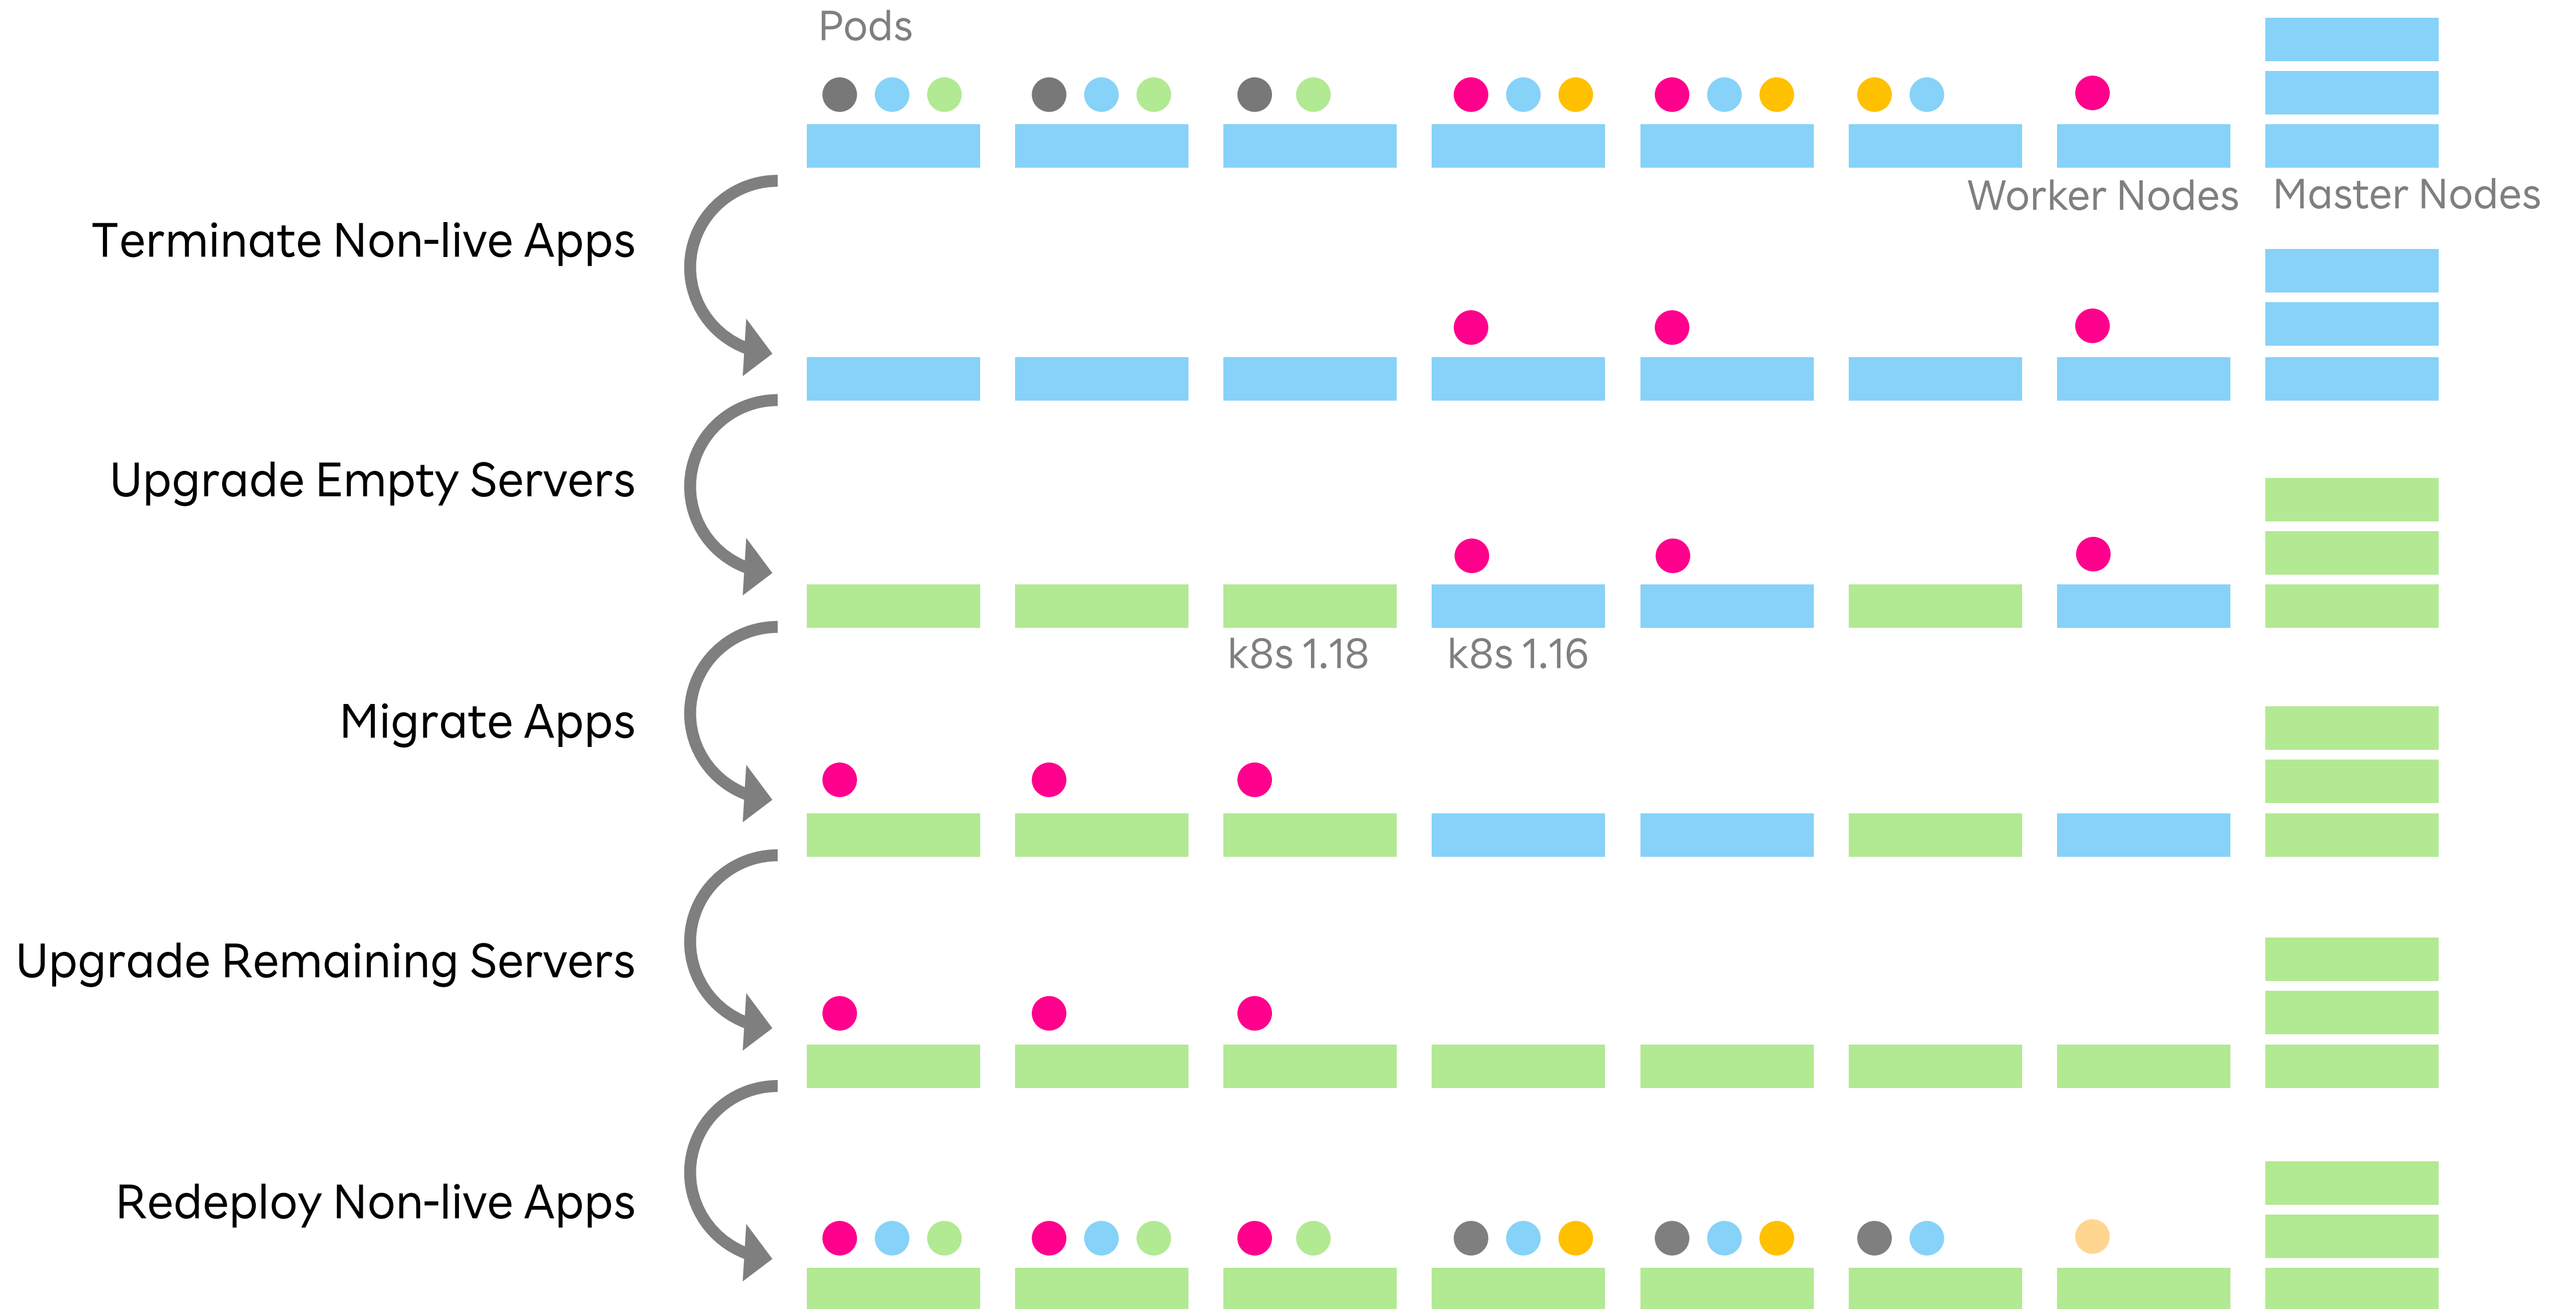 Pods
Worker Nodes
Master Nodes
Terminate Non-live Apps
Upgrade Empty Servers
k8s 1.18
k8s 1.16
Migrate Apps
Upgrade Remaining Servers
Redeploy Non-live Apps